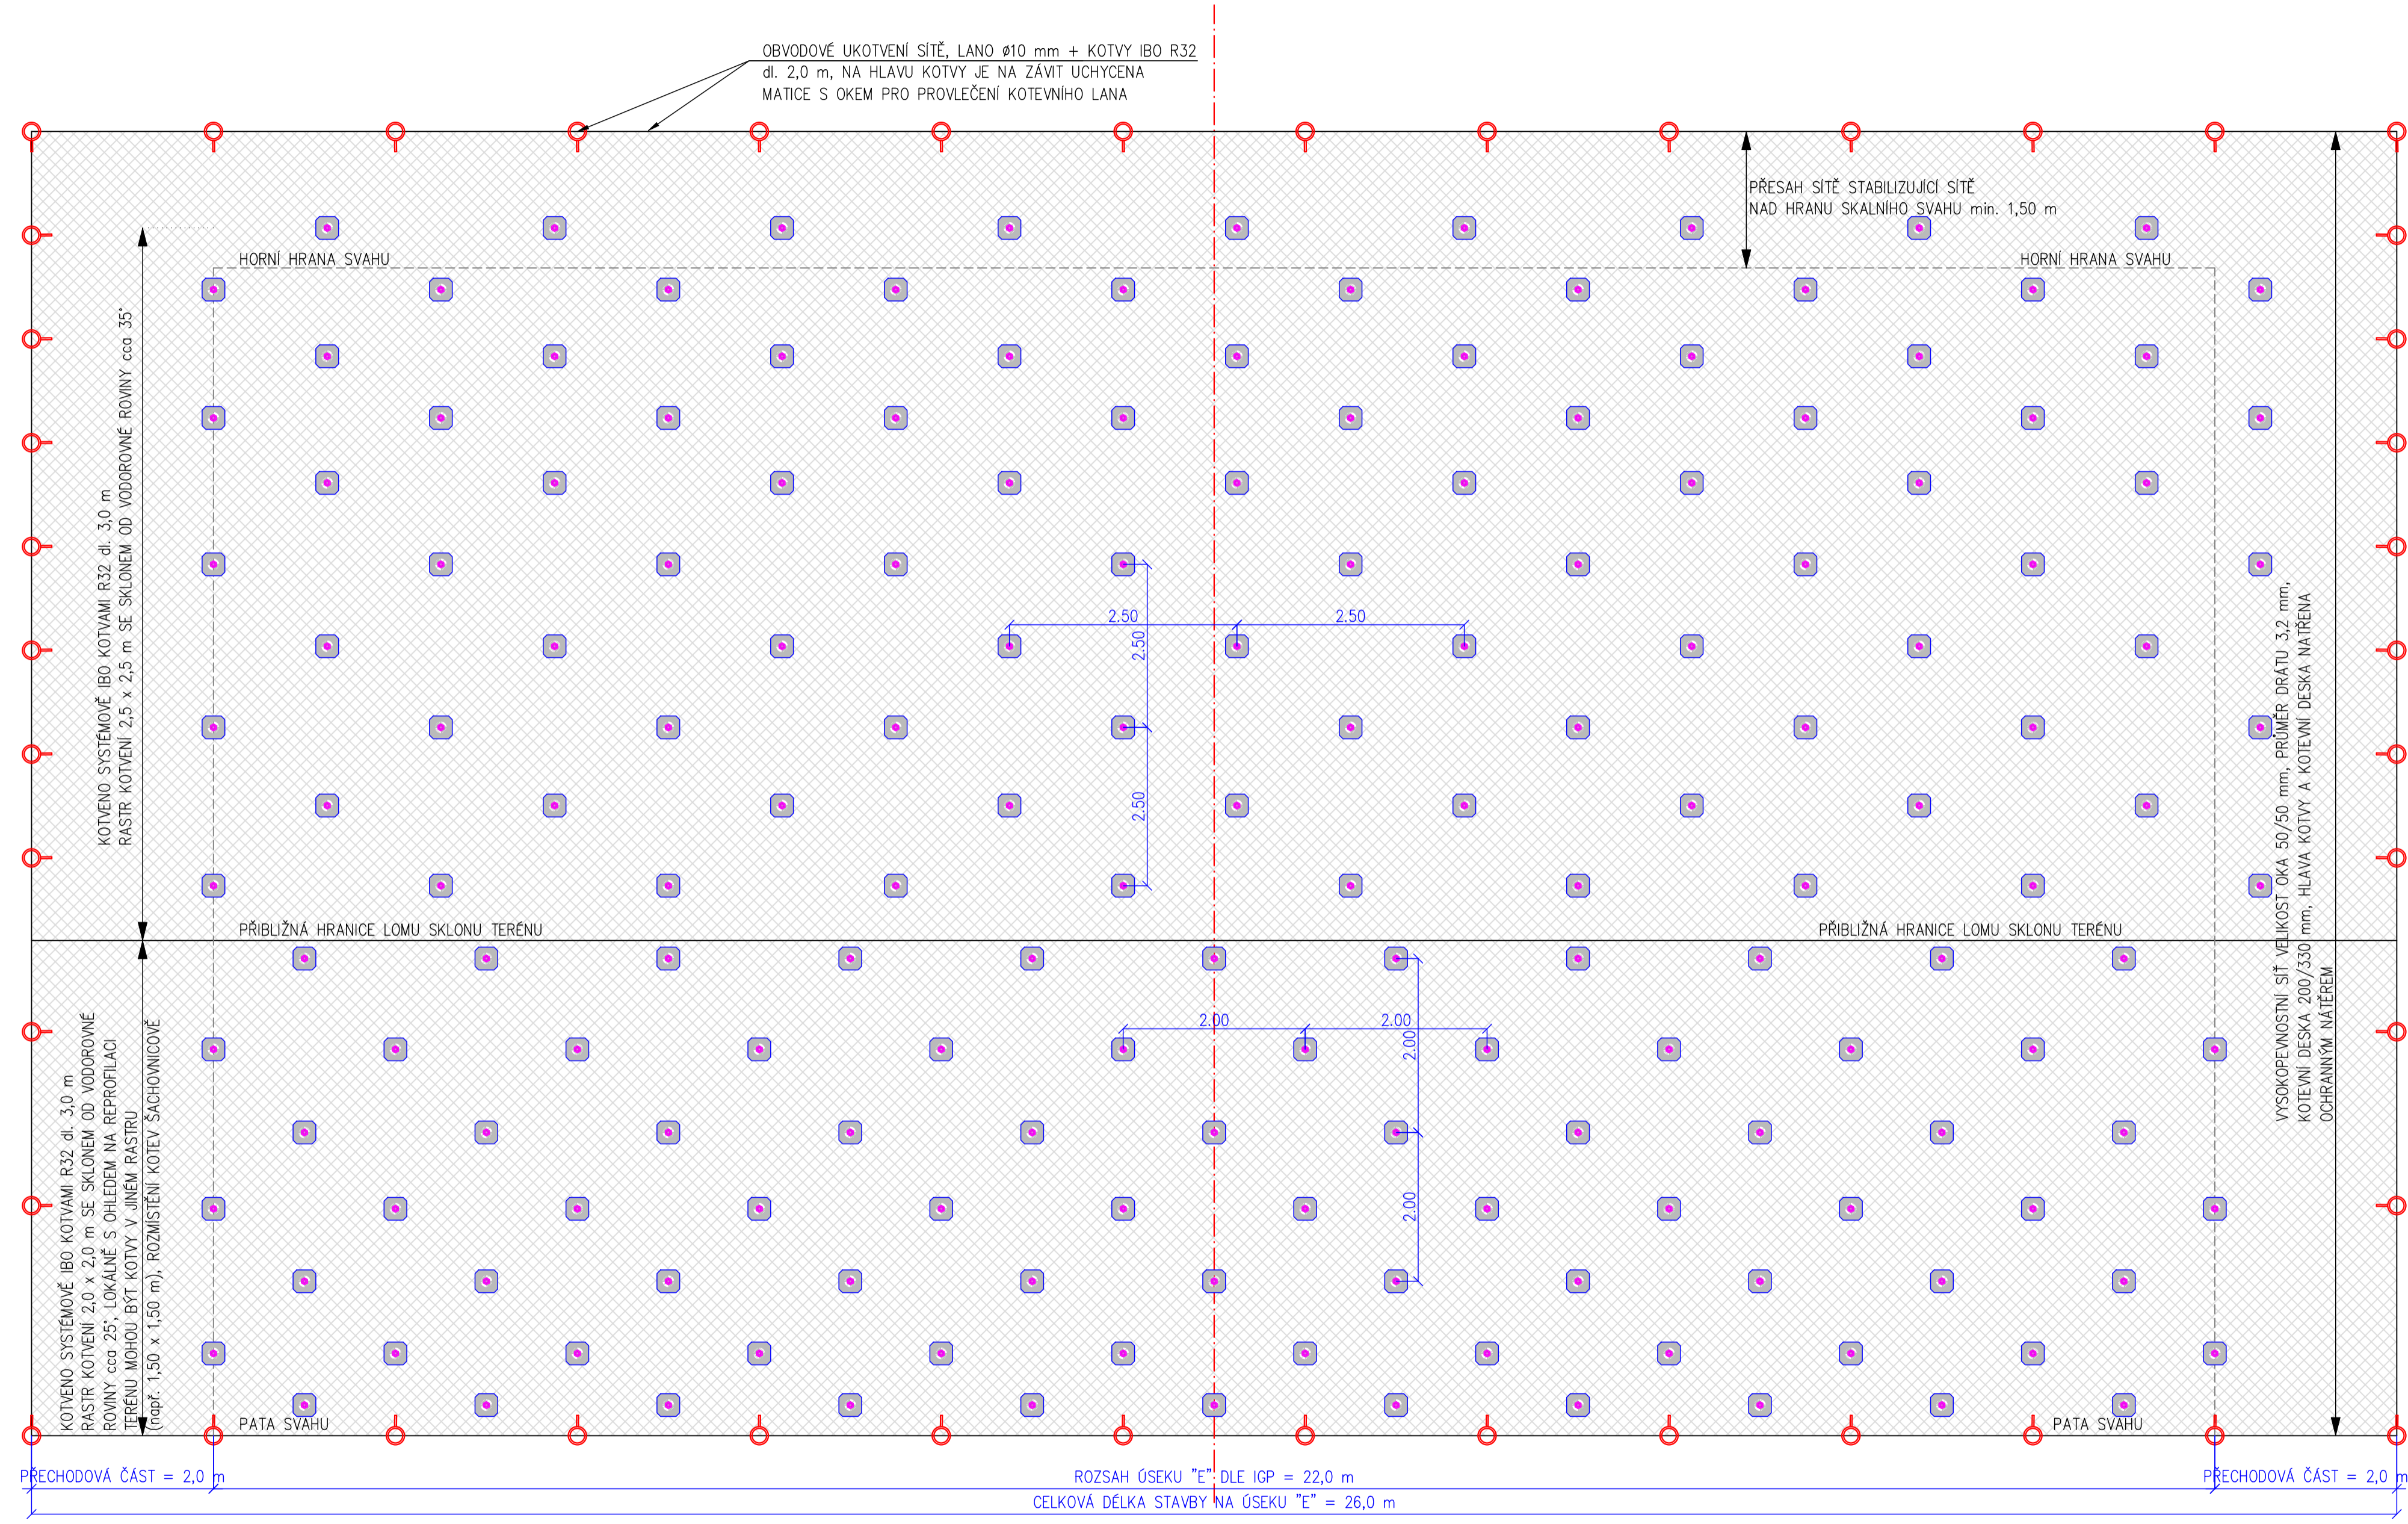 OBVODOVÉ UKOTVENÍ SÍTĚ, LANO ø10 mm + KOTVY IBO R32
dl. 2,0 m, NA HLAVU KOTVY JE NA ZÁVIT UCHYCENA
MATICE S OKEM PRO PROVLEČENÍ KOTEVNÍHO LANA
PŘESAH SÍTĚ STABILIZUJÍCÍ SÍTĚ
NAD HRANU SKALNÍHO SVAHU min. 1,50 m
HORNÍ HRANA SVAHU
HORNÍ HRANA SVAHU
KOTVENO SYSTÉMOVĚ IBO KOTVAMI R32 dl. 3,0 m
RASTR KOTVENÍ 2,5 x 2,5 m SE SKLONEM OD VODOROVNÉ ROVINY cca 35°
2.50
2.50
2.50
2.50
VYSOKOPEVNOSTNÍ SÍŤ VELIKOST OKA 50/50 mm, PRŮMĚR DRÁTU 3,2 mm,
KOTEVNÍ DESKA 200/330 mm, HLAVA KOTVY A KOTEVNÍ DESKA NATŘENA
OCHRANNÝM NÁTĚREM
PŘIBLIŽNÁ HRANICE LOMU SKLONU TERÉNU
PŘIBLIŽNÁ HRANICE LOMU SKLONU TERÉNU
KOTVENO SYSTÉMOVĚ IBO KOTVAMI R32 dl. 3,0 m
RASTR KOTVENÍ 2,0 x 2,0 m SE SKLONEM OD VODOROVNÉ
ROVINY cca 25°, LOKÁLNĚ S OHLEDEM NA REPROFILACI
TERÉNU MOHOU BÝT KOTVY V JINÉM RASTRU
(např. 1,50 x 1,50 m), ROZMÍSTĚNÍ KOTEV ŠACHOVNICOVĚ
2.00
2.00
2.00
2.00
PATA SVAHU
PATA SVAHU
PŘECHODOVÁ ČÁST = 2,0 m
ROZSAH ÚSEKU "E" DLE IGP = 22,0 m
PŘECHODOVÁ ČÁST = 2,0 m
CELKOVÁ DÉLKA STAVBY NA ÚSEKU "E" = 26,0 m